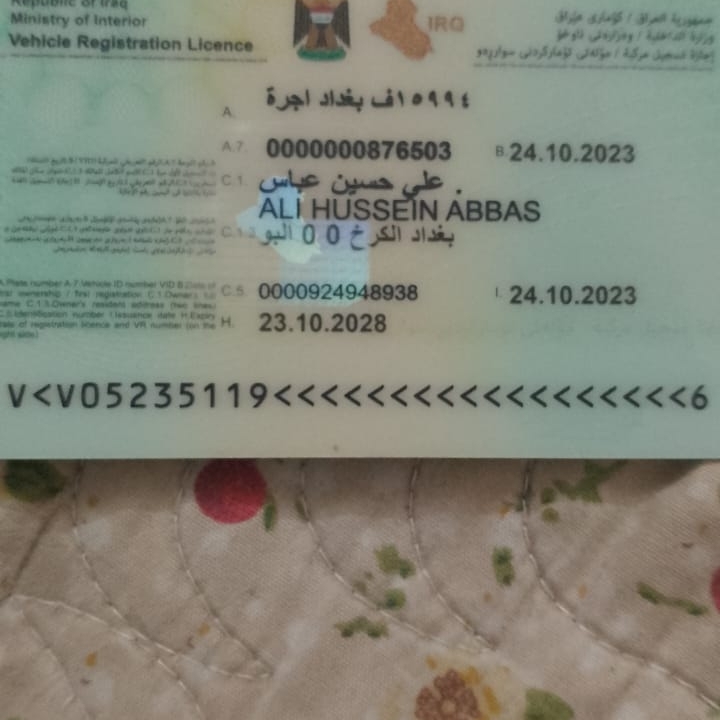 Republic of Iraq
Ministry of Interior
Vehicle Registration Licence
IRQ
جمهورية العراق / كۆماری عێراق
وزارة الداخلية / وەزارەتی ناوخۆ
إجازة تسجيل مركبة / مۆڵەتی تۆمارکردنی سواریدەو
A. ١٥٩٩٤ف بغداد اجرة
A.7. 0000000876503 B. 24.10.2023
C.1. علي حسين عباس .
ALI HUSSEIN ABBAS
C.1.3. بغداد الكرخ 0 0 البو
C.5. 0000924948938 I. 24.10.2023
H. 23.10.2028
A.Plate number A.7.Vehicle ID number VID B.Date of
first ownership / first registration C.1.Owner's full
name C.1.3.Owner's resident address (two lines)
C.5.Identification number I.Issuance date H.Expiry
date of registration licence and VR number (on the
right side)
V<V05235119<<<<<<<<<<<<<<<<<<<6